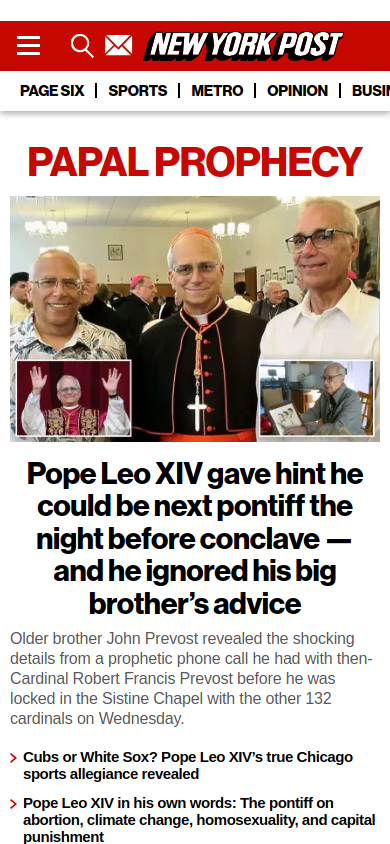 NEW YORK POST
PAGE SIX
SPORTS
METRO
OPINION
BUSIN
PAPAL PROPHECY
Pope Leo XIV gave hint he
could be next pontiff the
night before conclave —
and he ignored his big
brother’s advice
Older brother John Prevost revealed the shocking
details from a prophetic phone call he had with then-
Cardinal Robert Francis Prevost before he was
locked in the Sistine Chapel with the other 132
cardinals on Wednesday.
Cubs or White Sox? Pope Leo XIV’s true Chicago
sports allegiance revealed
Pope Leo XIV in his own words: The pontiff on
abortion, climate change, homosexuality, and capital
punishment